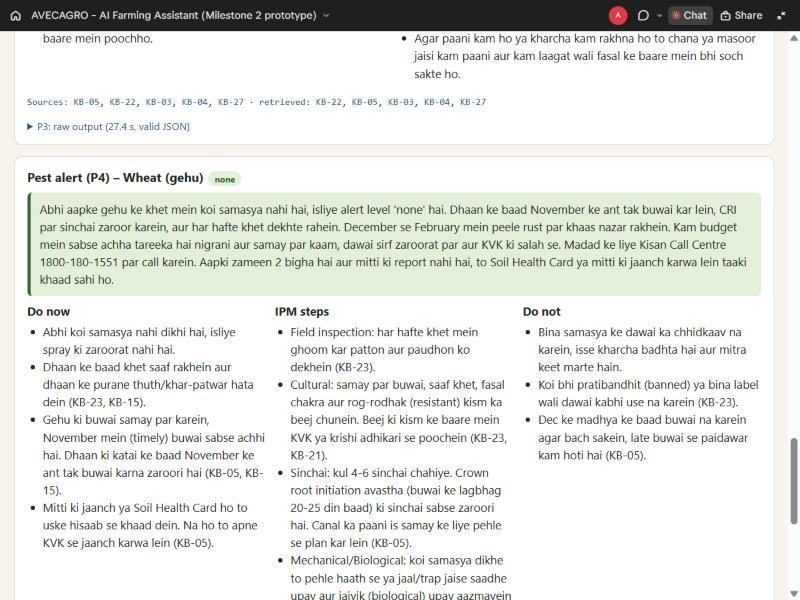 AVECAGRO - AI Farming Assistant (Milestone 2 prototype)
A
Chat
Share
baare mein poochho.
Agar paani kam ho ya kharcha kam rakhna ho to chana ya masoor
jaisi kam paani aur kam laagat wali fasal ke baare mein bhi soch
sakte ho.
Sources: KB-05, KB-22, KB-03, KB-04, KB-27 · retrieved: KB-22, KB-05, KB-03, KB-04, KB-27
P3: raw output (27.4 s, valid JSON)
Pest alert (P4) – Wheat (gehu) none
Abhi aapke gehu ke khet mein koi samasya nahi hai, isliye alert level 'none' hai. Dhaan ke baad November ke ant tak buwai kar lein, CRI
par sinchai zaroor karein, aur har hafte khet dekhte rahein. December se February mein peele rust par khaas nazar rakhein. Kam budget
mein sabse achha tareeka hai nigrani aur samay par kaam, dawai sirf zaroorat par aur KVK ki salah se. Madad ke liye Kisan Call Centre
1800-180-1551 par call karein. Aapki zameen 2 bigha hai aur mitti ki report nahi hai, to Soil Health Card ya mitti ki jaanch karwa lein taaki
khaad sahi ho.
Do now
Abhi koi samasya nahi dikhi hai, isliye
spray ki zaroorat nahi hai.
Dhaan ke baad khet saaf rakhein aur
dhaan ke purane thuth/khar-patwar hata
dein (KB-23, KB-15).
Gehu ki buwai samay par karein,
November mein (timely) buwai sabse achhi
hai. Dhaan ki katai ke baad November ke
ant tak buwai karna zaroori hai (KB-05, KB-
15).
Mitti ki jaanch ya Soil Health Card ho to
uske hisaab se khaad dein. Na ho to apne
KVK se jaanch karwa lein (KB-05).
IPM steps
Field inspection: har hafte khet mein
ghoom kar patton aur paudhon ko
dekhein (KB-23).
Cultural: samay par buwai, saaf khet, fasal
chakra aur rog-rodhak (resistant) kism ka
beej chunein. Beej ki kism ke baare mein
KVK ya krishi adhikari se poochein (KB-23,
KB-21).
Sinchai: kul 4-6 sinchai chahiye. Crown
root initiation avastha (buwai ke lagbhag
20-25 din baad) ki sinchai sabse zaroori
hai. Canal ka paani is samay ke liye pehle
se plan kar lein (KB-05).
Mechanical/Biological: koi samasya dikhe
to pehle haath se ya jaal/trap jaise saadhe
upay aur jaivik (biological) upay aazmayein
Do not
Bina samasya ke dawai ka chhidkaav na
karein, isse kharcha badhta hai aur mitra
keet marte hain.
Koi bhi pratibandhit (banned) ya bina label
wali dawai kabhi use na karein (KB-23).
Dec ke madhya ke baad buwai na karein
agar bach sakein, late buwai se paidawar
kam hoti hai (KB-05).